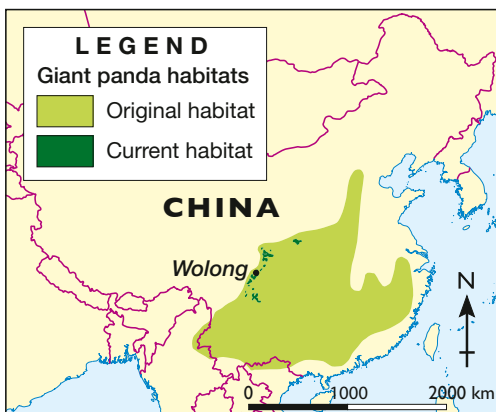 LEGEND
Giant panda habitats
Original habitat
Current habitat
CHINA
Wolong
N
0 1000 2000 km